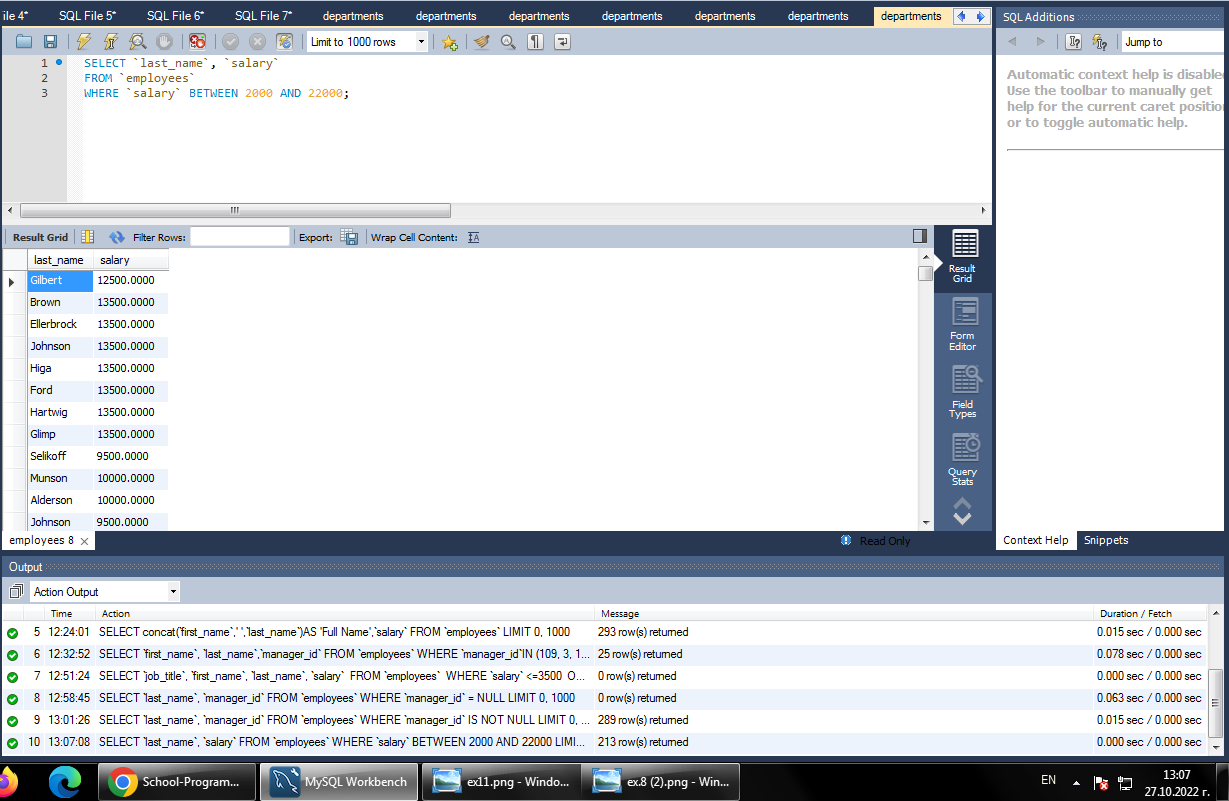 ile 4*
SQL File 5*
SQL File 6*
SQL File 7*
departments
departments
departments
departments
departments
departments
departments
SQL Additions
Limit to 1000 rows
Jump to
1
SELECT `last_name`, `salary`
2
FROM `employees`
3
WHERE `salary` BETWEEN 2000 AND 22000;
Automatic context help is disable
Use the toolbar to manually get
help for the current caret positio
or to toggle automatic help.
Result Grid
Filter Rows:
Export:
Wrap Cell Content:
last_name salary
Gilbert 12500.0000
Brown 13500.0000
Ellerbrock 13500.0000
Johnson 13500.0000
Higa 13500.0000
Ford 13500.0000
Hartwig 13500.0000
Glimp 13500.0000
Selikoff 9500.0000
Munson 10000.0000
Alderson 10000.0000
Johnson 9500.0000
Result
Grid
Form
Editor
Field
Types
Query
Stats
employees 8
Read Only
Context Help
Snippets
Output
Action Output
Time Action Message Duration / Fetch
5 12:24:01 SELECT concat(`first_name`,' ',`last_name`)AS 'Full Name',`salary` FROM `employees` LIMIT 0, 1000 293 row(s) returned 0.015 sec / 0.000 sec
6 12:32:52 SELECT `first_name`, `last_name`,`manager_id` FROM `employees` WHERE `manager_id`IN (109, 3, 1... 25 row(s) returned 0.078 sec / 0.000 sec
7 12:51:24 SELECT `job_title`, `first_name`, `last_name`, `salary` FROM `employees` WHERE `salary` <=3500 O... 0 row(s) returned 0.000 sec / 0.000 sec
8 12:58:45 SELECT `last_name`, `manager_id` FROM `employees` WHERE `manager_id` = NULL LIMIT 0, 1000 0 row(s) returned 0.063 sec / 0.000 sec
9 13:01:26 SELECT `last_name`, `manager_id` FROM `employees` WHERE `manager_id` IS NOT NULL LIMIT 0, ... 289 row(s) returned 0.015 sec / 0.000 sec
10 13:07:08 SELECT `last_name`, `salary` FROM `employees` WHERE `salary` BETWEEN 2000 AND 22000 LIMI... 213 row(s) returned 0.000 sec / 0.000 sec
School-Program...
MySQL Workbench
ex11.png - Windo...
ex.8 (2).png - Win...
EN
13:07
27.10.2022 г.